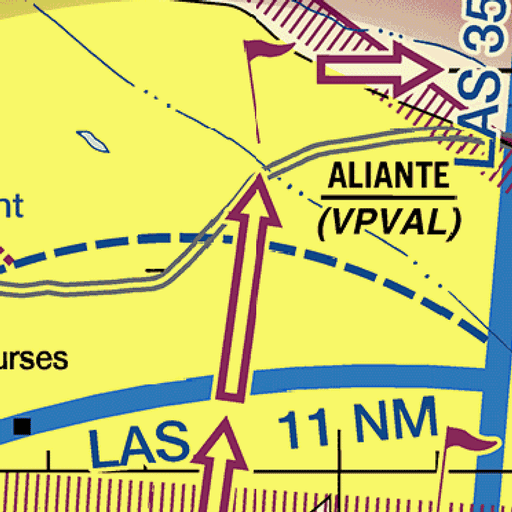 LAS 35
ALIANTE
(VPVAL)
nt
urses
LAS 11 NM